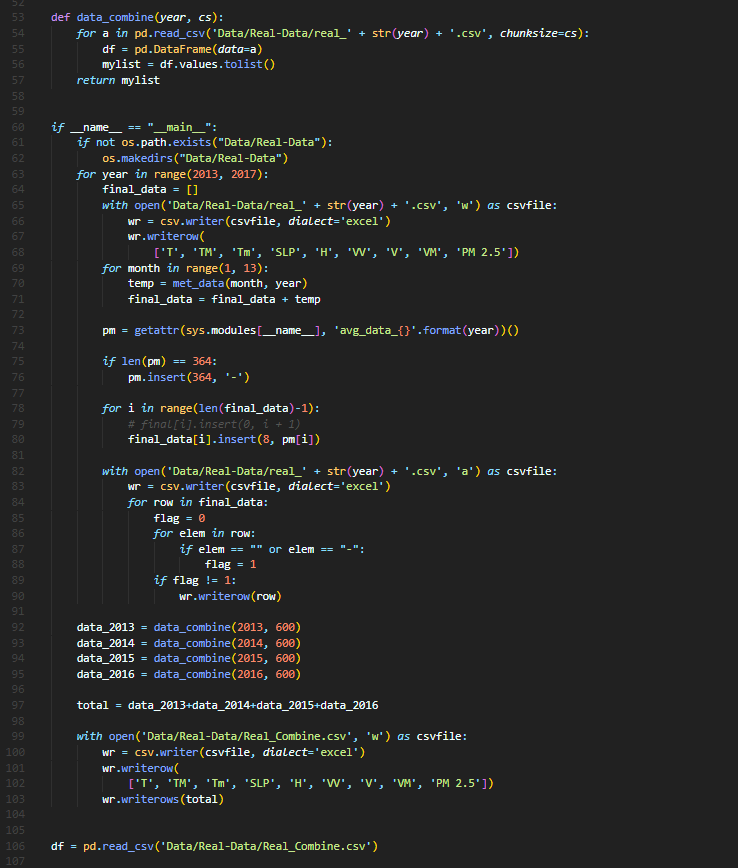 52
53 def data_combine(year, cs):
54     for a in pd.read_csv('Data/Real-Data/real_' + str(year) + '.csv', chunksize=cs):
55         df = pd.DataFrame(data=a)
56         mylist = df.values.tolist()
57     return mylist
58
59
60 if __name__ == "__main__":
61     if not os.path.exists("Data/Real-Data"):
62         os.makedirs("Data/Real-Data")
63     for year in range(2013, 2017):
64         final_data = []
65         with open('Data/Real-Data/real_' + str(year) + '.csv', 'w') as csvfile:
66             wr = csv.writer(csvfile, dialect='excel')
67             wr.writerow(
68                 ['T', 'TM', 'Tm', 'SLP', 'H', 'VV', 'V', 'VM', 'PM 2.5'])
69         for month in range(1, 13):
70             temp = met_data(month, year)
71             final_data = final_data + temp
72
73         pm = getattr(sys.modules[__name__], 'avg_data_{}'.format(year))()
74
75         if len(pm) == 364:
76             pm.insert(364, '-')
77
78         for i in range(len(final_data)-1):
79             # final[i].insert(0, i + 1)
80             final_data[i].insert(8, pm[i])
81
82         with open('Data/Real-Data/real_' + str(year) + '.csv', 'a') as csvfile:
83             wr = csv.writer(csvfile, dialect='excel')
84             for row in final_data:
85                 flag = 0
86                 for elem in row:
87                     if elem == "" or elem == "-":
88                         flag = 1
89                 if flag != 1:
90                     wr.writerow(row)
91
92     data_2013 = data_combine(2013, 600)
93     data_2014 = data_combine(2014, 600)
94     data_2015 = data_combine(2015, 600)
95     data_2016 = data_combine(2016, 600)
96
97     total = data_2013+data_2014+data_2015+data_2016
98
99     with open('Data/Real-Data/Real_Combine.csv', 'w') as csvfile:
100         wr = csv.writer(csvfile, dialect='excel')
101         wr.writerow(
102             ['T', 'TM', 'Tm', 'SLP', 'H', 'VV', 'V', 'VM', 'PM 2.5'])
103         wr.writerows(total)
104
105
106 df = pd.read_csv('Data/Real-Data/Real_Combine.csv')
107